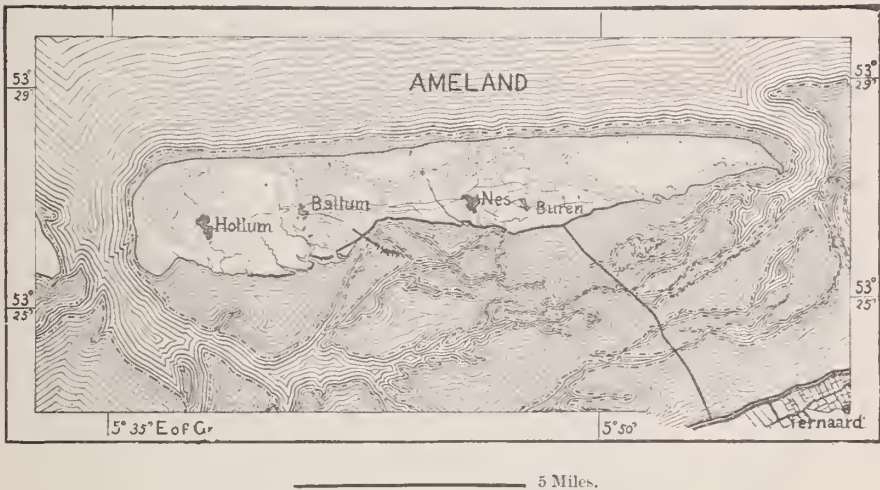 AMELAND
53°
29'
53°
29'
Ballum
Nes
Buren
Hollum
53°
25'
53°
25'
5° 35' E of Gr
5° 50'
Ternaard
5 Miles.